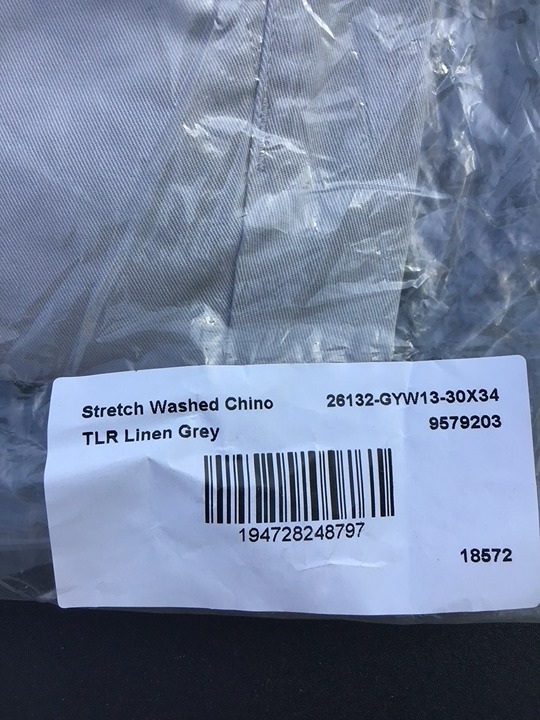 Stretch Washed Chino 26132-GYW13-30X34
TLR Linen Grey 9579203
194728248797
18572